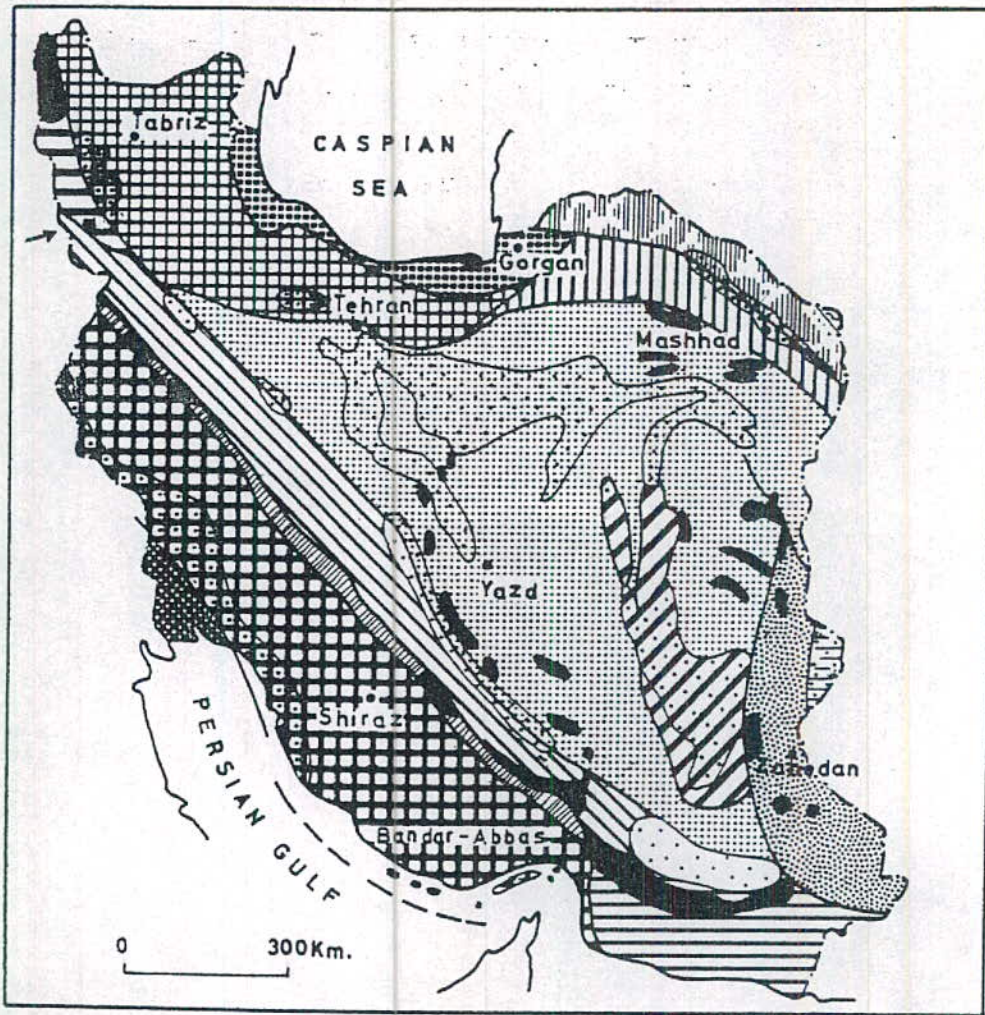 Tabriz
CASPIAN
SEA
Gorgan
Tehran
Mashhad
Yazd
Shiraz
Zahedan
PERSIAN GULF
Bandar-Abbas
0 300Km.